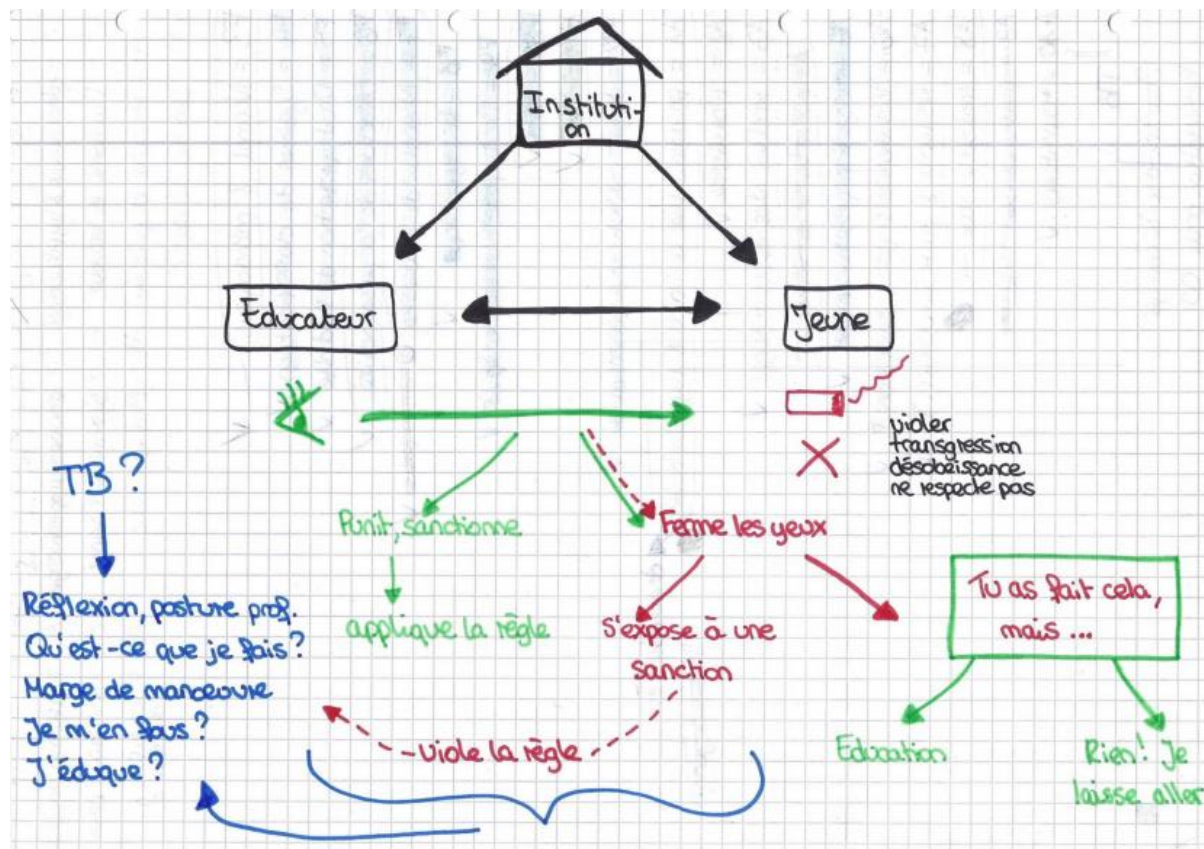 Instituti-
on
Educateur
Jeune
violer
transgression
désobeissance
ne respecte pas
TB?
Punit, sanctionne
Ferme les yeux
Tu as fait cela,
mais ...
Réflexion, posture prof.
Qu'est-ce que je fais?
Marge de manœuvre
Je m'en fous?
J'éduque?
applique la règle
S'expose à une
sanction
viole la règle
Education
Rien! Je
laisse aller